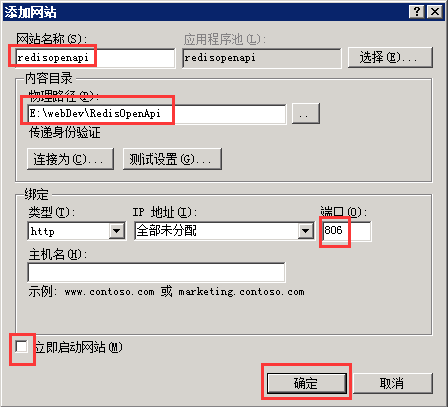 添加网站
网站名称(S): 应用程序池(L):
redisopenapi redisopenapi 选择(E)...
内容目录
物理路径(P):
E:\webDev\RedisOpenApi ..
传递身份验证
连接为(C)... 测试设置(G)...
绑定
类型(T): IP 地址(I): 端口(O):
http 全部未分配 806
主机名(H):
示例: www.contoso.com 或 marketing.contoso.com
立即启动网站(M)
确定 取消